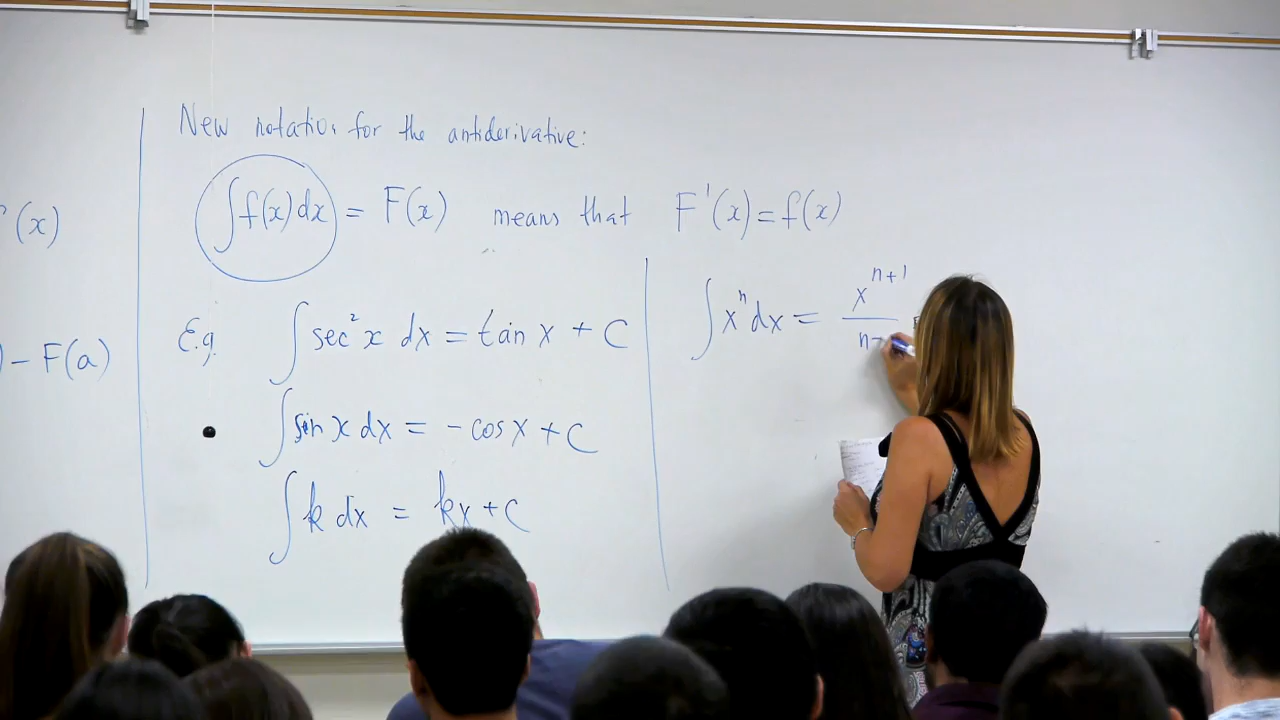 '(x)
) – F(a)
New notation for the antiderivative:
∫f(x)dx = F(x) means that F'(x) = f(x)
E.g. ∫sec²x dx = tan x + C
∫sin x dx = -cos x + C
∫k dx = kx + C
∫xⁿdx = xⁿ⁺¹
n